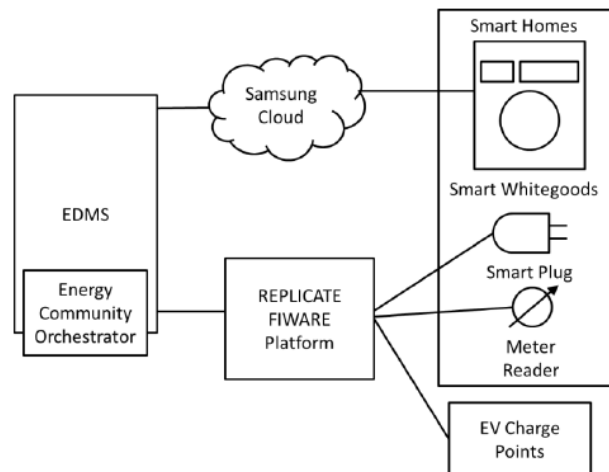 Smart Homes
Samsung
Cloud
Smart Whitegoods
EDMS
Energy
Community
Orchestrator
REPLICATE
FIWARE
Platform
Smart Plug
Meter
Reader
EV Charge
Points